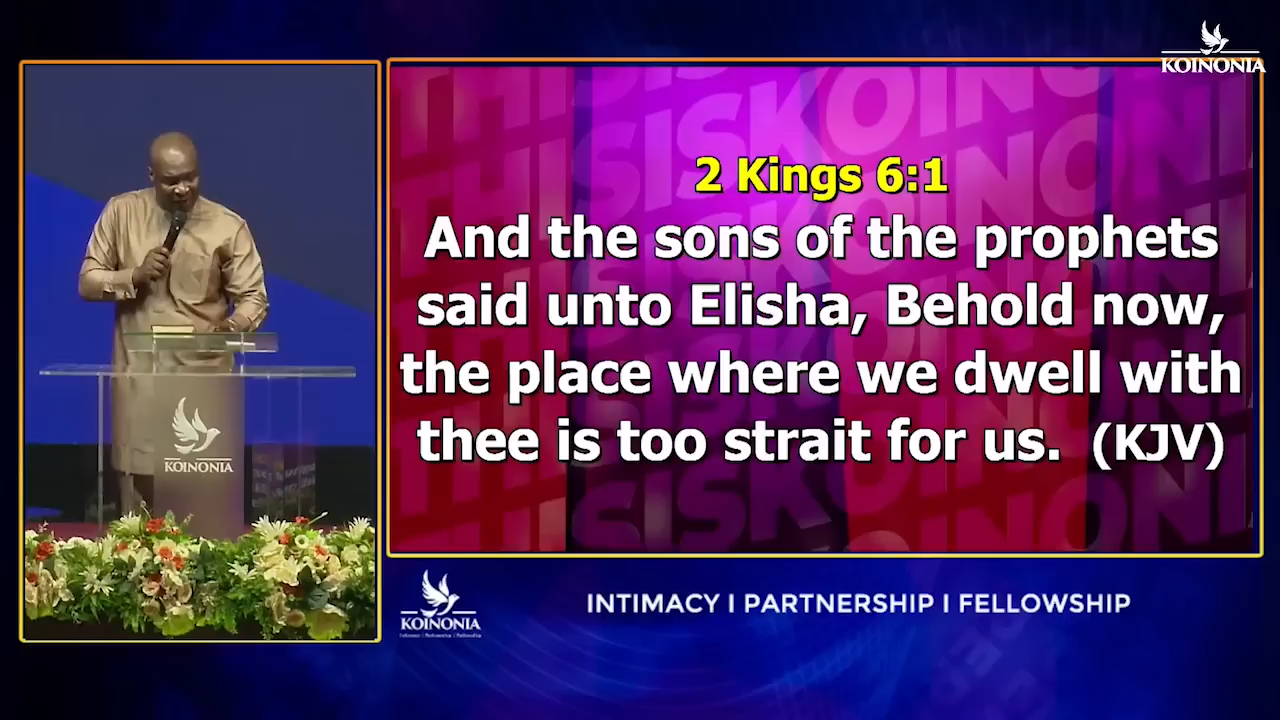 KOINONIA
2 Kings 6:1
And the sons of the prophets
said unto Elisha, Behold now,
the place where we dwell with
thee is too strait for us. (KJV)
KOINONIA
KOINONIA
INTIMACY I PARTNERSHIP I FELLOWSHIP